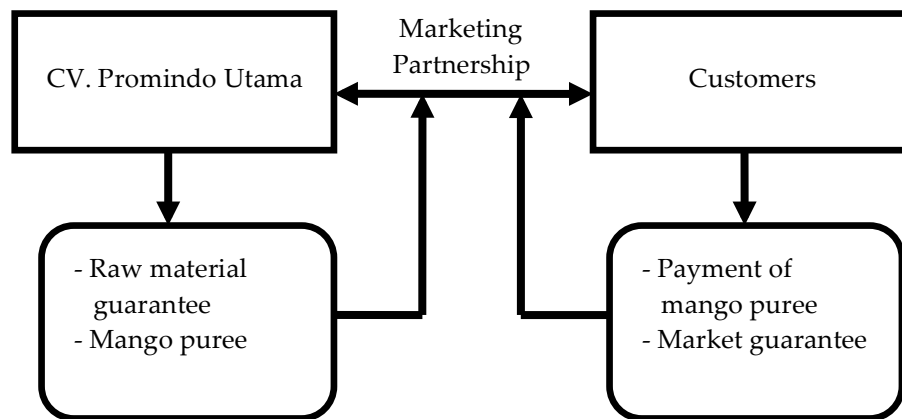 CV. Promindo Utama
Marketing
Partnership
Customers
- Raw material
guarantee
- Mango puree
- Payment of
mango puree
- Market guarantee